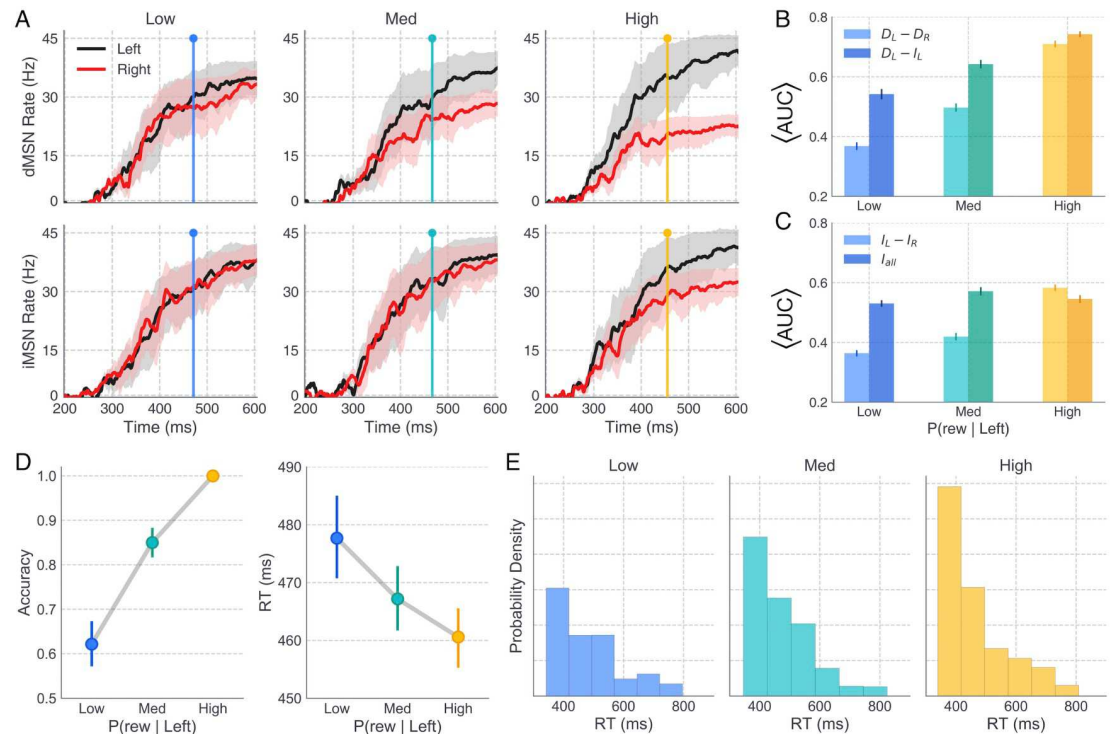 A
Low
Med
High
dMSN Rate (Hz)
45
30
15
0
Left
Right
45
30
15
0
45
30
15
0
iMSN Rate (Hz)
45
30
15
0
200 300 400 500 600
Time (ms)
45
30
15
0
200 300 400 500 600
Time (ms)
45
30
15
0
200 300 400 500 600
Time (ms)
B
⟨AUC⟩
0.8
0.6
0.4
0.2
D_L − D_R
D_L − I_L
Low Med High
C
⟨AUC⟩
0.8
0.6
0.4
0.2
I_L − I_R
I_all
Low Med High
P(rew | Left)
D
Accuracy
1.0
0.9
0.8
0.7
0.6
0.5
Low Med High
P(rew | Left)
RT (ms)
490
480
470
460
450
Low Med High
P(rew | Left)
E
Low
Med
High
Probability Density
400 600 800
RT (ms)
400 600 800
RT (ms)
400 600 800
RT (ms)